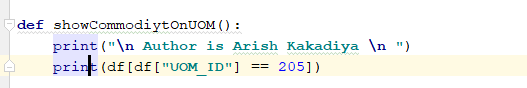 def showCommodiytOnUOM():
    print("\n Author is Arish Kakadiya \n ")
    print(df[df["UOM_ID"] == 205])